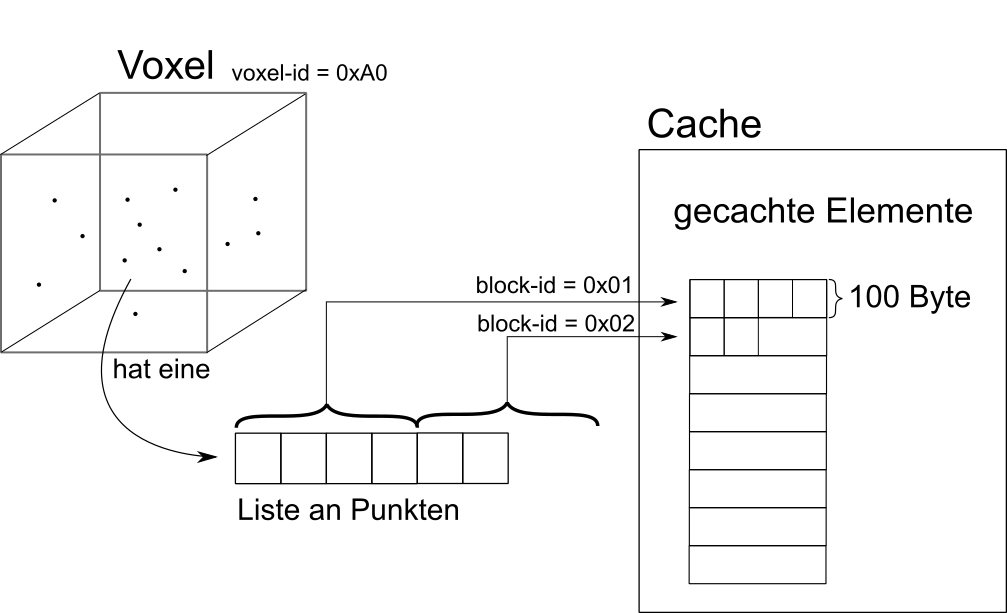 Voxel voxel-id = 0xA0
Cache
gecachte Elemente
block-id = 0x01
100 Byte
block-id = 0x02
hat eine
Liste an Punkten